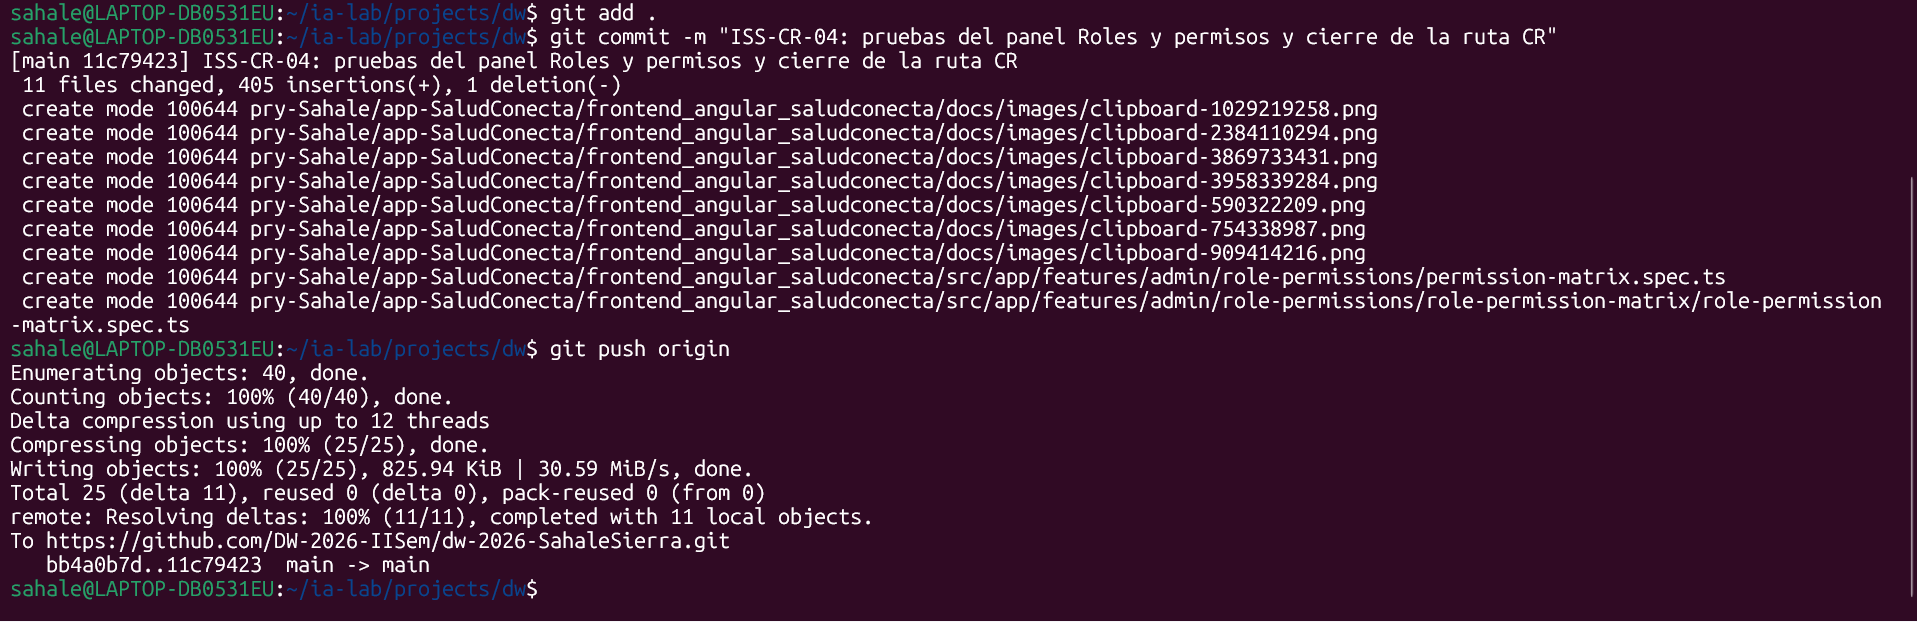 sahale@LAPTOP-DB0531EU:~/ia-lab/projects/dw$ git add .
sahale@LAPTOP-DB0531EU:~/ia-lab/projects/dw$ git commit -m "ISS-CR-04: pruebas del panel Roles y permisos y cierre de la ruta CR"
[main 11c79423] ISS-CR-04: pruebas del panel Roles y permisos y cierre de la ruta CR
 11 files changed, 405 insertions(+), 1 deletion(-)
 create mode 100644 pry-Sahale/app-SaludConecta/frontend_angular_saludconecta/docs/images/clipboard-1029219258.png
 create mode 100644 pry-Sahale/app-SaludConecta/frontend_angular_saludconecta/docs/images/clipboard-2384110294.png
 create mode 100644 pry-Sahale/app-SaludConecta/frontend_angular_saludconecta/docs/images/clipboard-3869733431.png
 create mode 100644 pry-Sahale/app-SaludConecta/frontend_angular_saludconecta/docs/images/clipboard-3958339284.png
 create mode 100644 pry-Sahale/app-SaludConecta/frontend_angular_saludconecta/docs/images/clipboard-590322209.png
 create mode 100644 pry-Sahale/app-SaludConecta/frontend_angular_saludconecta/docs/images/clipboard-754338987.png
 create mode 100644 pry-Sahale/app-SaludConecta/frontend_angular_saludconecta/docs/images/clipboard-909414216.png
 create mode 100644 pry-Sahale/app-SaludConecta/frontend_angular_saludconecta/src/app/features/admin/role-permissions/permission-matrix.spec.ts
 create mode 100644 pry-Sahale/app-SaludConecta/frontend_angular_saludconecta/src/app/features/admin/role-permissions/role-permission-matrix/role-permission
-matrix.spec.ts
sahale@LAPTOP-DB0531EU:~/ia-lab/projects/dw$ git push origin
Enumerating objects: 40, done.
Counting objects: 100% (40/40), done.
Delta compression using up to 12 threads
Compressing objects: 100% (25/25), done.
Writing objects: 100% (25/25), 825.94 KiB | 30.59 MiB/s, done.
Total 25 (delta 11), reused 0 (delta 0), pack-reused 0 (from 0)
remote: Resolving deltas: 100% (11/11), completed with 11 local objects.
To https://github.com/DW-2026-IISem/dw-2026-SahaleSierra.git
   bb4a0b7d..11c79423  main -> main
sahale@LAPTOP-DB0531EU:~/ia-lab/projects/dw$